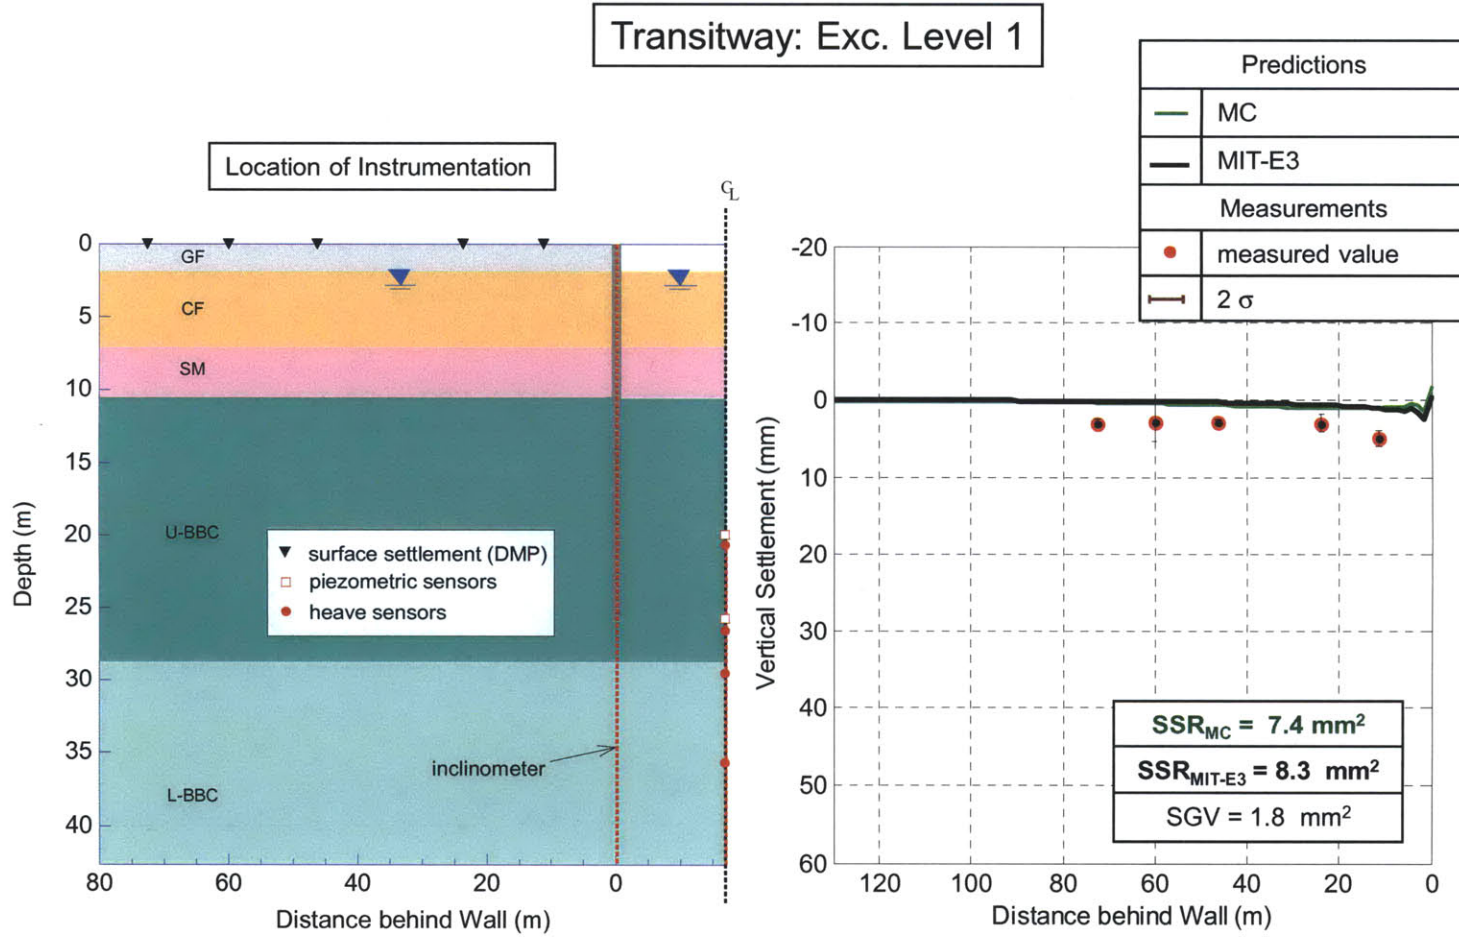 Transitway: Exc. Level 1
Predictions
MC
MIT-E3
Measurements
measured value
2 σ
Location of Instrumentation
CL
0
5
10
15
20
25
30
35
40
Depth (m)
GF
CF
SM
U-BBC
L-BBC
surface settlement (DMP)
piezometric sensors
heave sensors
inclinometer
80
60
40
20
0
Distance behind Wall (m)
-20
-10
0
10
20
30
40
50
60
Vertical Settlement (mm)
SSRMC = 7.4 mm²
SSRMIT-E3 = 8.3 mm²
SGV = 1.8 mm²
120
100
80
60
40
20
0
Distance behind Wall (m)